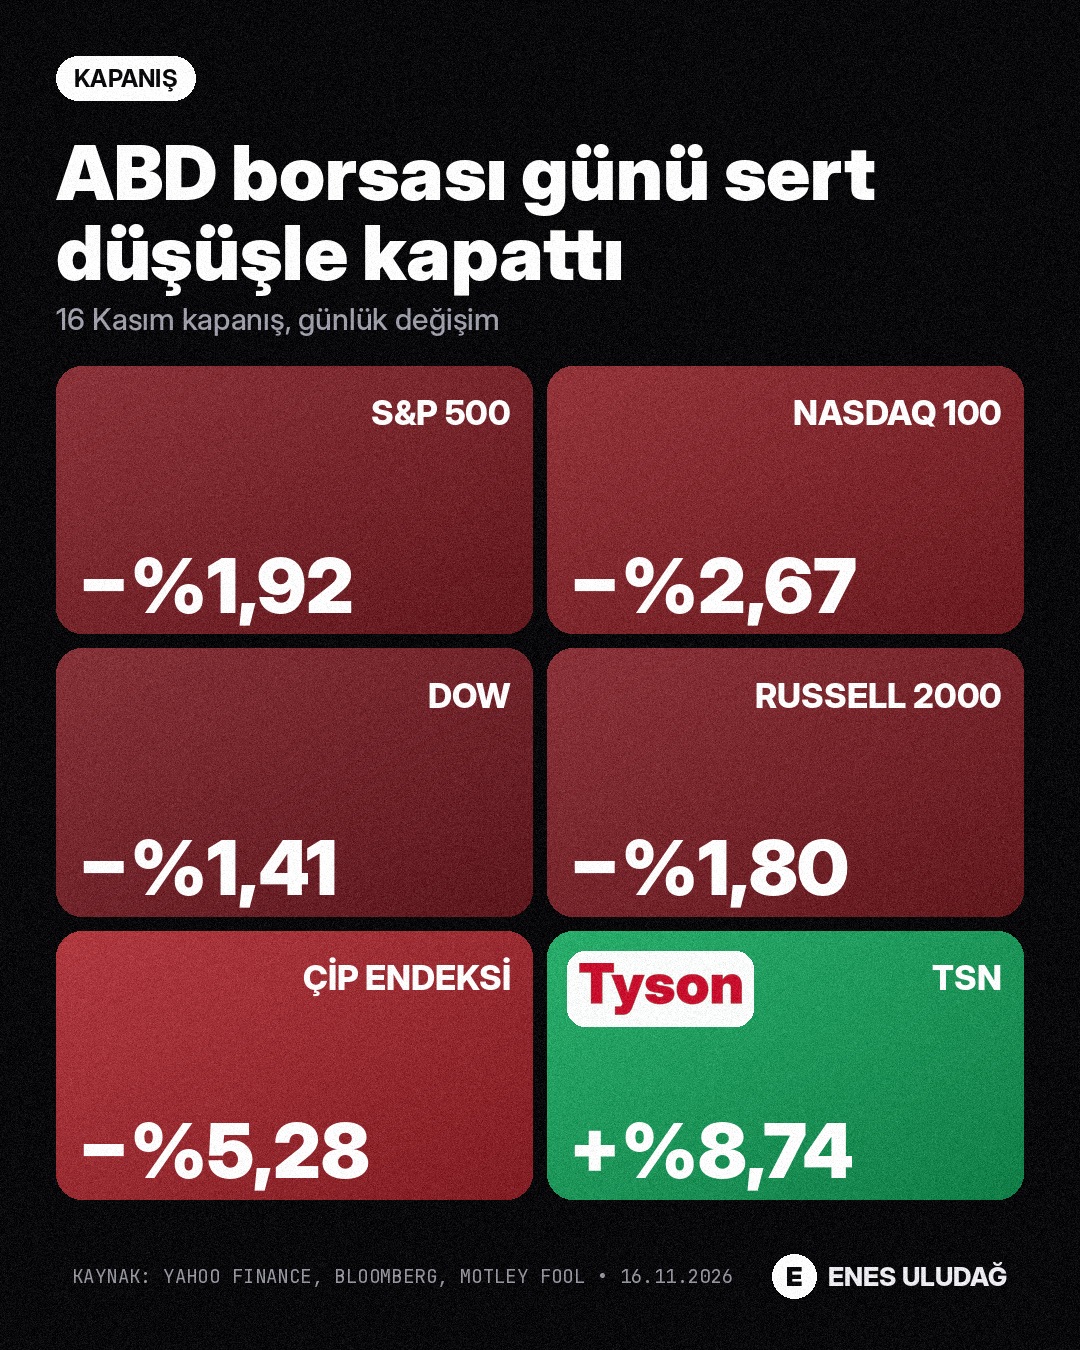 KAPANIŞ
ABD borsası günü sert
düşüşle kapattı
16 Kasım kapanış, günlük değişim
S&P 500
−%1,92
NASDAQ 100
−%2,67
DOW
−%1,41
RUSSELL 2000
−%1,80
ÇİP ENDEKSİ
−%5,28
Tyson
TSN
+%8,74
KAYNAK: YAHOO FINANCE, BLOOMBERG, MOTLEY FOOL • 16.11.2026
E ENES ULUDAĞ